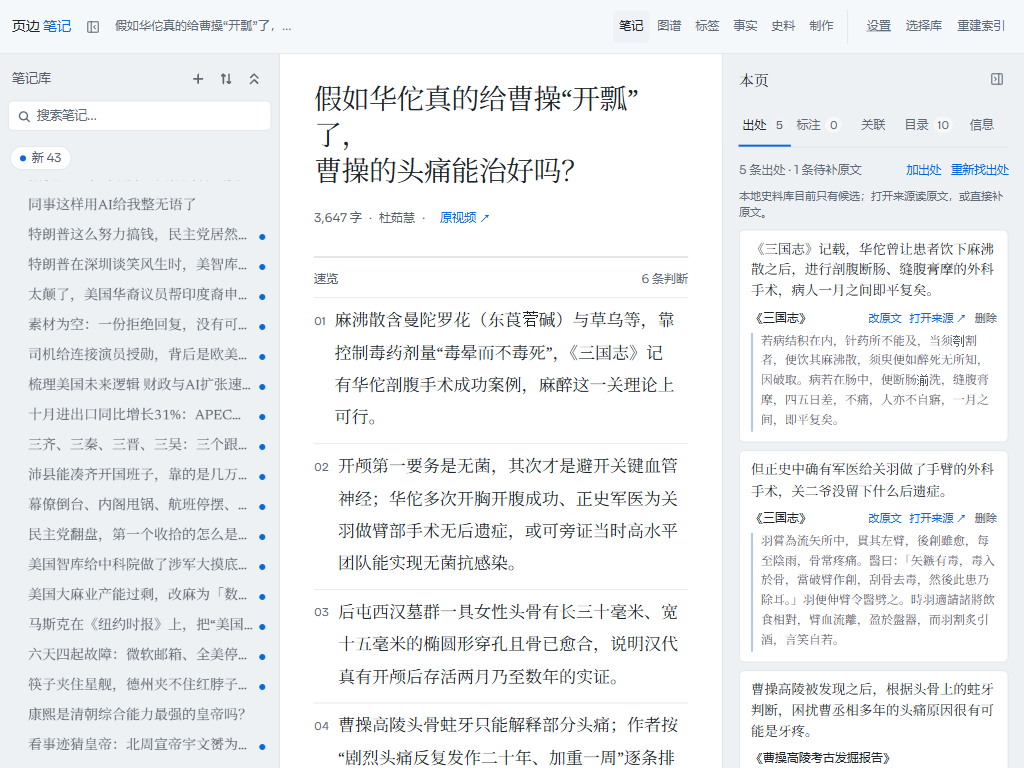 页边 笔记
假如华佗真的给曹操“开瓢”了，...
笔记 图谱 标签 事实 史料 制作 设置 选择库 重建索引
笔记库
搜索笔记...
新 43
同事这样用AI给我整无语了
特朗普这么努力搞钱，民主党居然...
特朗普在深圳谈笑风生时，美智库...
太颠了，美国华裔议员帮印度裔申...
素材为空：一份拒绝回复，没有可...
司机给连接演员授勋，背后是欧美...
梳理美国未来逻辑 财政与AI扩张速...
十月进出口同比增长31%：APEC...
三齐、三秦、三晋、三吴：三个跟...
沛县能凑齐开国班子，靠的是几万...
幕僚倒台、内阁甩锅、航班停摆、...
民主党翻盘，第一个收拾的怎么是...
美国智库给中科院做了涉军大摸底...
美国大麻业产能过剩，改麻为「数...
马斯克在《纽约时报》上，把“美国...
六天四起故障：微软邮箱、全美停...
筷子夹住星舰，德州夹不住红脖子...
康熙是清朝综合能力最强的皇帝吗？
看事迹猜皇帝：北周宣帝宇文赟为...
假如华佗真的给曹操“开瓢”
了，
曹操的头痛能治好吗？
3,647 字 · 杜茹慧 · 原视频 ↗
速览 6 条判断
01 麻沸散含曼陀罗花（东莨菪碱）与草乌等，靠
控制毒药剂量“毒晕而不毒死”，《三国志》记
有华佗剖腹手术成功案例，麻醉这一关理论上
可行。
02 开颅第一要务是无菌，其次才是避开关键血管
神经；华佗多次开胸开腹成功、正史军医为关
羽做臂部手术无后遗症，或可旁证当时高水平
团队能实现无菌抗感染。
03 后屯西汉墓群一具女性头骨有长三十毫米、宽
十五毫米的椭圆形穿孔且骨已愈合，说明汉代
真有开颅后存活两月乃至数年的实证。
04 曹操高陵头骨蛀牙只能解释部分头痛；作者按
“剧烈头痛反复发作二十年、加重一周”逐条排
本页
出处 5 标注 0 关联 目录 10 信息
5 条出处 · 1 条待补原文 加出处 重新找出处
本地史料库目前只有候选；打开来源读原文，或直接补
原文。
《三国志》记载，华佗曾让患者饮下麻沸
散之后，进行剖腹断肠、缝腹膏摩的外科
手术，病人一月之间即平复矣。
《三国志》 改原文 打开来源 ↗ 删除
若病结积在内，针药所不能及，当须刳割
者，便饮其麻沸散，须臾便如醉死无所知，
因破取。病若在肠中，便断肠湔洗，缝腹膏
摩，四五日差，不痛，人亦不自寤，一月之
间，即平复矣。
但正史中确有军医给关羽做了手臂的外科
手术，关二爷没留下什么后遗症。
《三国志》 改原文 打开来源 ↗ 删除
羽嘗為流矢所中，貫其左臂，後創雖愈，每
至陰雨，骨常疼痛。醫曰：「矢鏃有毒，毒入
於骨，當破臂作創，刮骨去毒，然後此患乃
除耳。」羽便伸臂令醫劈之。時羽適請諸將飲
食相對，臂血流離，盈於盤器，而羽割炙引
酒，言笑自若。
曹操高陵被发现之后，根据头骨上的蛀牙
判断，困扰曹丞相多年的头痛原因很有可
能是牙疼。
《曹操高陵考古发掘报告》